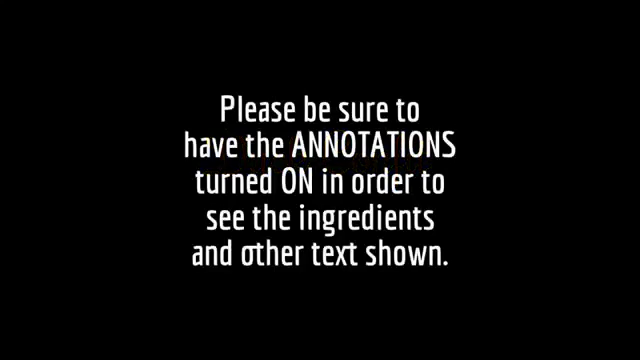 Please be sure to
have the ANNOTATIONS
turned ON in order to
see the ingredients
and other text shown.